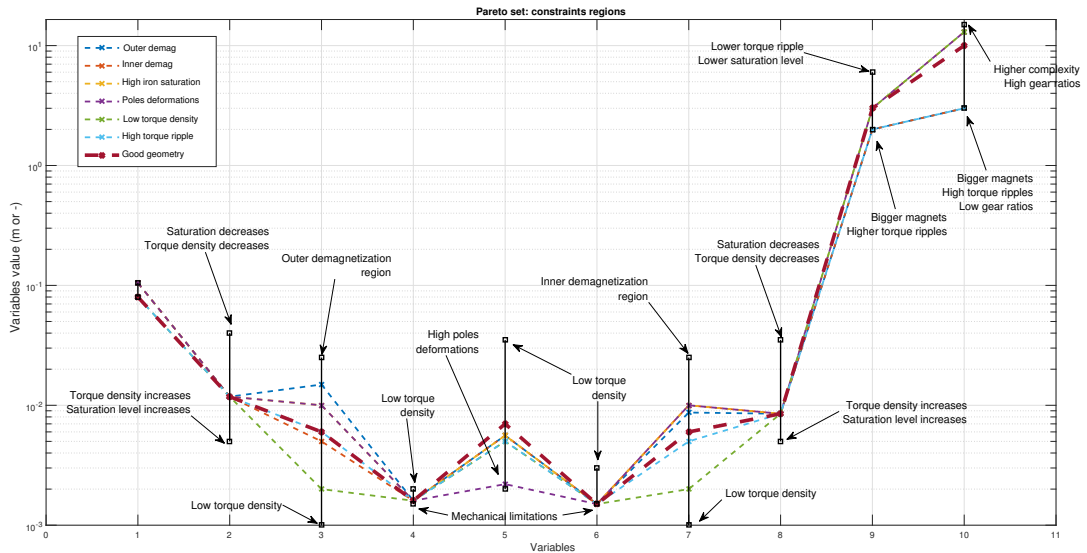 Pareto set: constraints regions
Outer demag
Inner demag
High iron saturation
Poles deformations
Low torque density
High torque ripple
Good geometry
Lower torque ripple
Lower saturation level
Higher complexity
High gear ratios
Bigger magnets
High torque ripples
Low gear ratios
Bigger magnets
Higher torque ripples
Saturation decreases
Torque density decreases
Outer demagnetization
region
Inner demagnetization
region
Saturation decreases
Torque density decreases
High poles
deformations
Low torque
density
Low torque
density
Torque density increases
Saturation level increases
Torque density increases
Saturation level increases
Low torque density
Mechanical limitations
Low torque density
Variables value (m or -)
10^1
10^0
10^-1
10^-2
10^-3
0 1 2 3 4 5 6 7 8 9 10 11
Variables